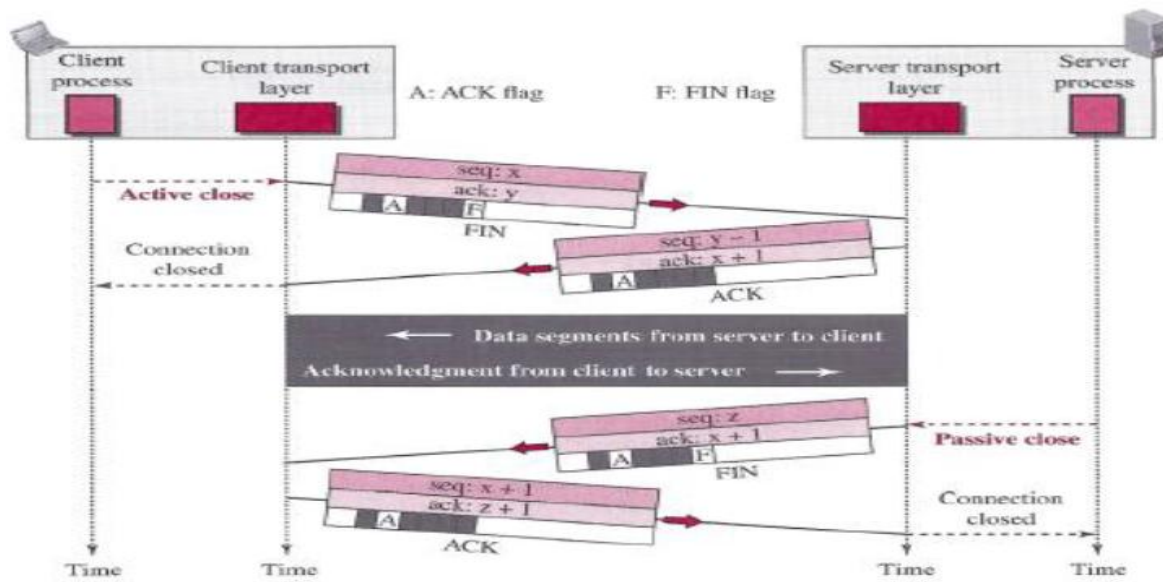 Client
process
Client transport
layer
A: ACK flag
F: FIN flag
Server transport
layer
Server
process
Active close
seq: x
ack: y
A
F
FIN
Connection
closed
seq: y – 1
ack: x + 1
A
ACK
Data segments from server to client
Acknowledgment from client to server
seq: z
ack: x + 1
A
F
FIN
Passive close
seq: x + 1
ack: z + 1
A
ACK
Connection
closed
Time
Time
Time
Time